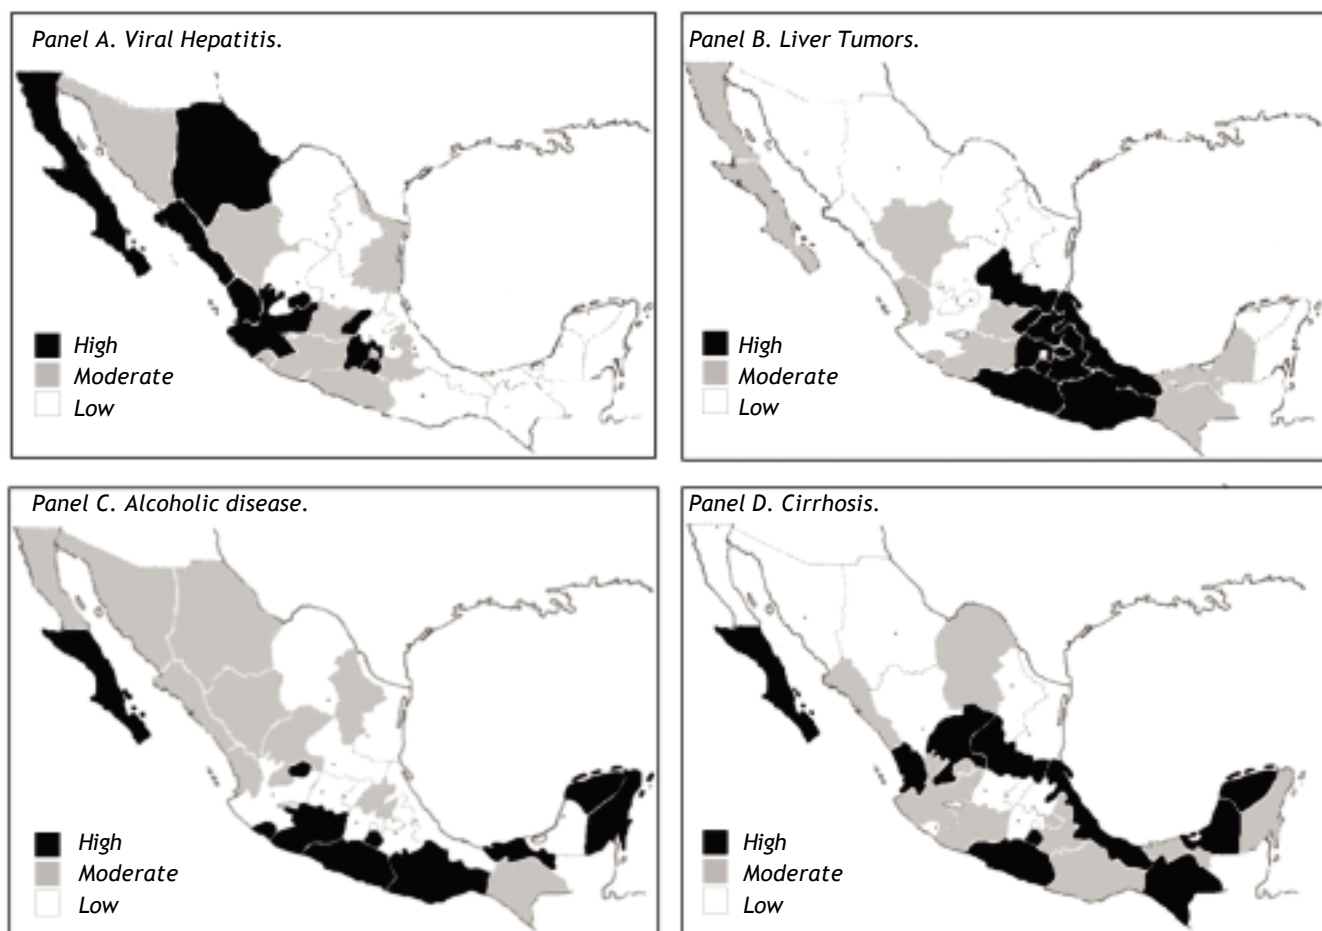 Panel A. Viral Hepatitis.
High
Moderate
Low
Panel B. Liver Tumors.
High
Moderate
Low
Panel C. Alcoholic disease.
High
Moderate
Low
Panel D. Cirrhosis.
High
Moderate
Low